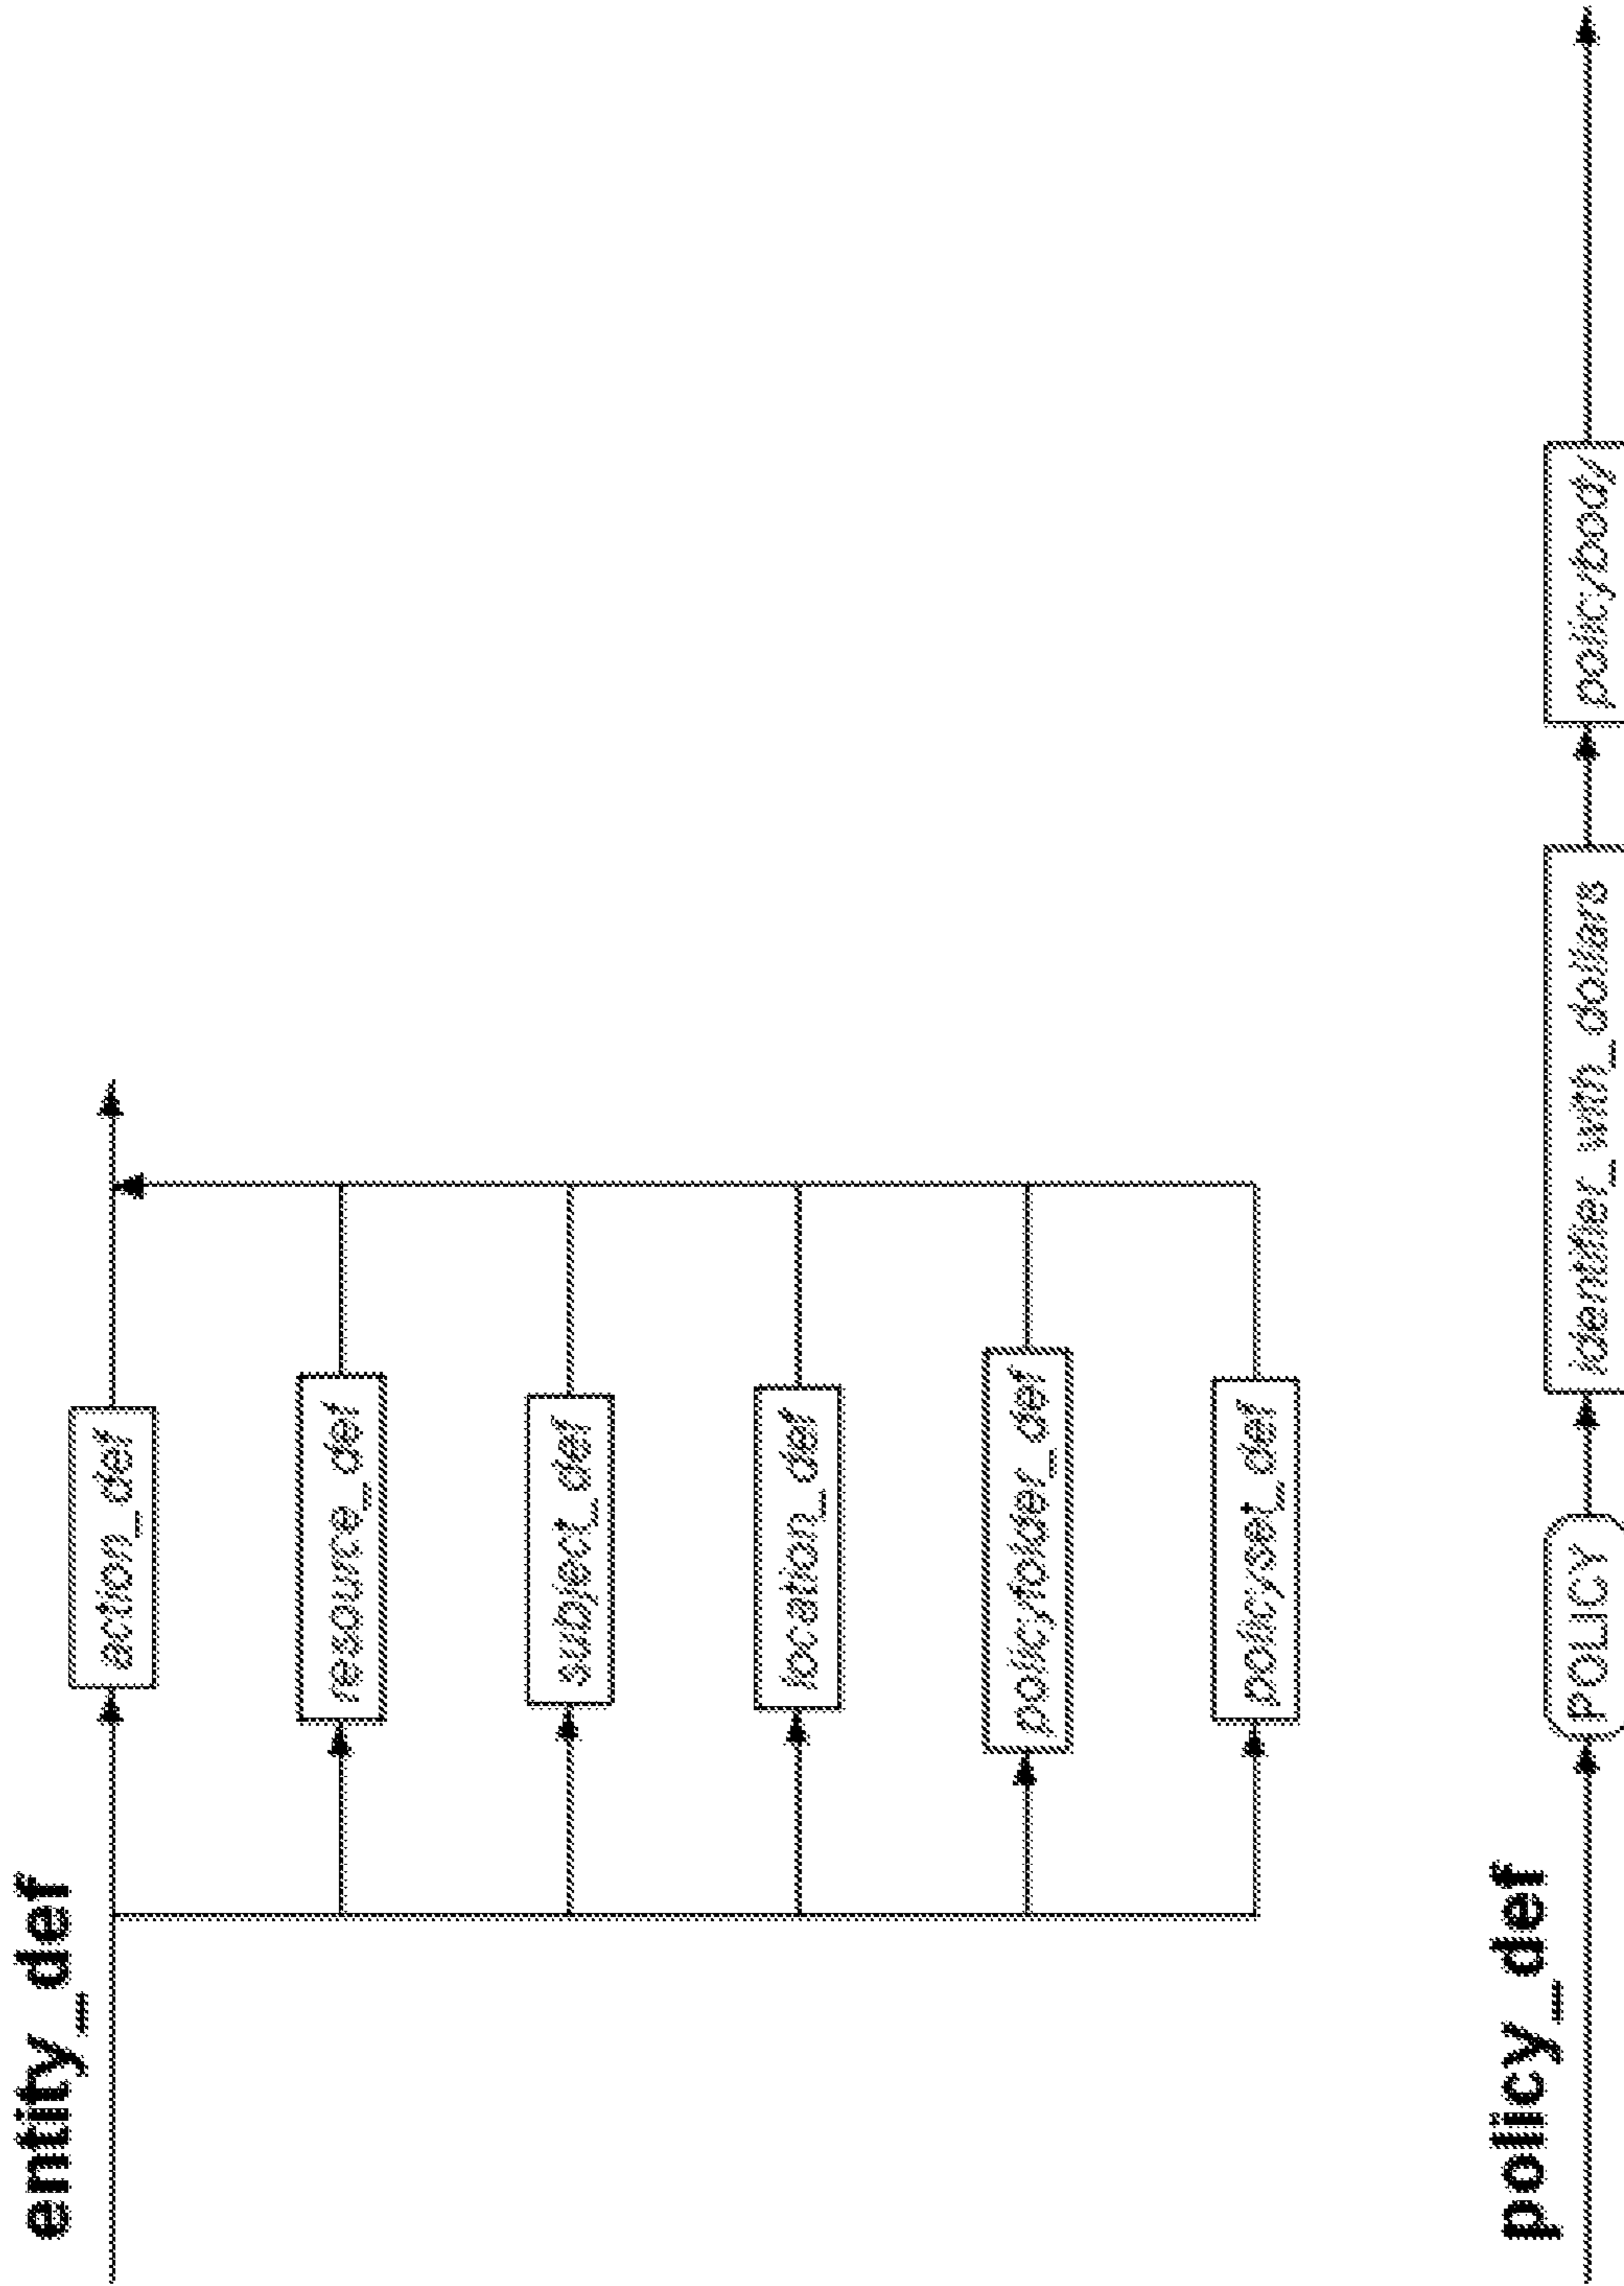 entity_def
action_def
resource_def
subject_def
location_def
policyfolder_def
policyset_def
policy_def
POLICY
identifier_with_dollars
policybody